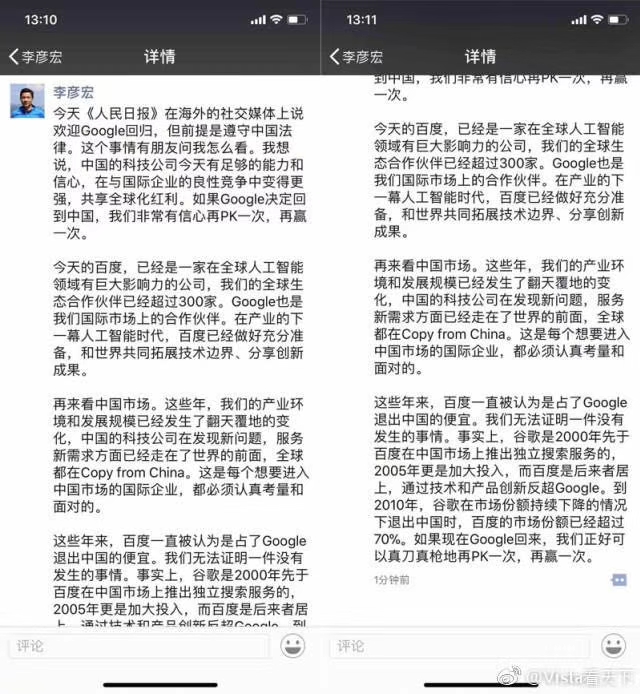 13:10
李彦宏
详情
李彦宏
今天《人民日报》在海外的社交媒体上说
欢迎Google回归，但前提是遵守中国法
律。这个事情有朋友问我怎么看。我想
说，中国的科技公司今天有足够的能力和
信心，在与国际企业的良性竞争中变得更
强，共享全球化红利。如果Google决定回
到中国，我们非常有信心再PK一次，再赢
一次。
今天的百度，已经是一家在全球人工智能
领域有巨大影响力的公司，我们的全球生
态合作伙伴已经超过300家。Google也是
我们国际市场上的合作伙伴。在产业的下
一幕人工智能时代，百度已经做好充分准
备，和世界共同拓展技术边界、分享创新
成果。
再来看中国市场。这些年，我们的产业环
境和发展规模已经发生了翻天覆地的变
化，中国的科技公司在发现新问题，服务
新需求方面已经走在了世界的前面，全球
都在Copy from China。这是每个想要进入
中国市场的国际企业，都必须认真考量和
面对的。
这些年来，百度一直被认为是占了Google
退出中国的便宜。我们无法证明一件没有
发生的事情。事实上，谷歌是2000年先于
百度在中国市场上推出独立搜索服务的，
2005年更是加大投入，而百度是后来者居
上，通过技术和产品创新反超Google。到
评论
13:11
李彦宏
详情
到中国，我们非常有信心再PK一次，再赢
一次。
今天的百度，已经是一家在全球人工智能
领域有巨大影响力的公司，我们的全球生
态合作伙伴已经超过300家。Google也是
我们国际市场上的合作伙伴。在产业的下
一幕人工智能时代，百度已经做好充分准
备，和世界共同拓展技术边界、分享创新
成果。
再来看中国市场。这些年，我们的产业环
境和发展规模已经发生了翻天覆地的变
化，中国的科技公司在发现新问题，服务
新需求方面已经走在了世界的前面，全球
都在Copy from China。这是每个想要进入
中国市场的国际企业，都必须认真考量和
面对的。
这些年来，百度一直被认为是占了Google
退出中国的便宜。我们无法证明一件没有
发生的事情。事实上，谷歌是2000年先于
百度在中国市场上推出独立搜索服务的，
2005年更是加大投入，而百度是后来者居
上，通过技术和产品创新反超Google。到
2010年，谷歌在市场份额持续下降的情况
下退出中国时，百度的市场份额已经超过
70%。如果现在Google回来，我们正好可
以真刀真枪地再PK一次，再赢一次。
1分钟前
评论
@Vista看天下